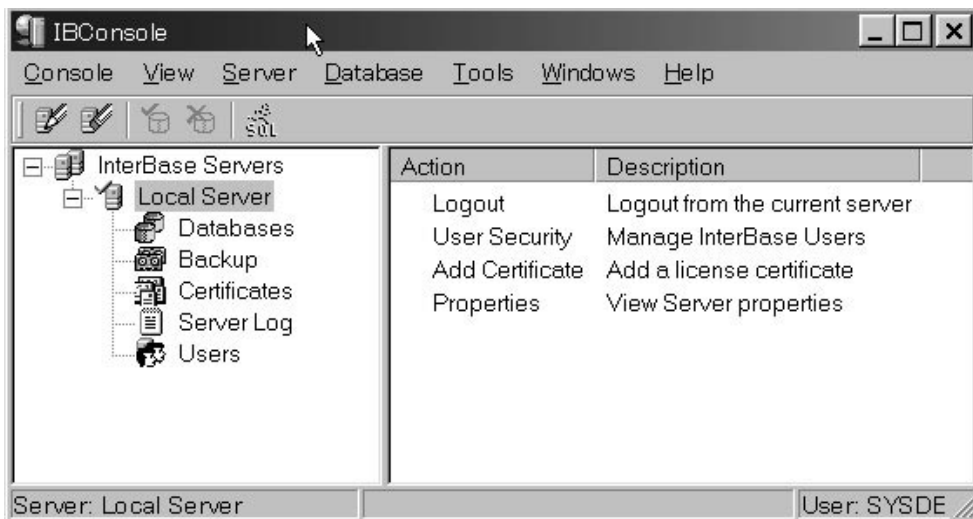 IBConsole
Console View Server Database Tools Windows Help
SQL
InterBase Servers
Local Server
Databases
Backup
Certificates
Server Log
Users
Action Description
Logout Logout from the current server
User Security Manage InterBase Users
Add Certificate Add a license certificate
Properties View Server properties
Server: Local Server User: SYSDE